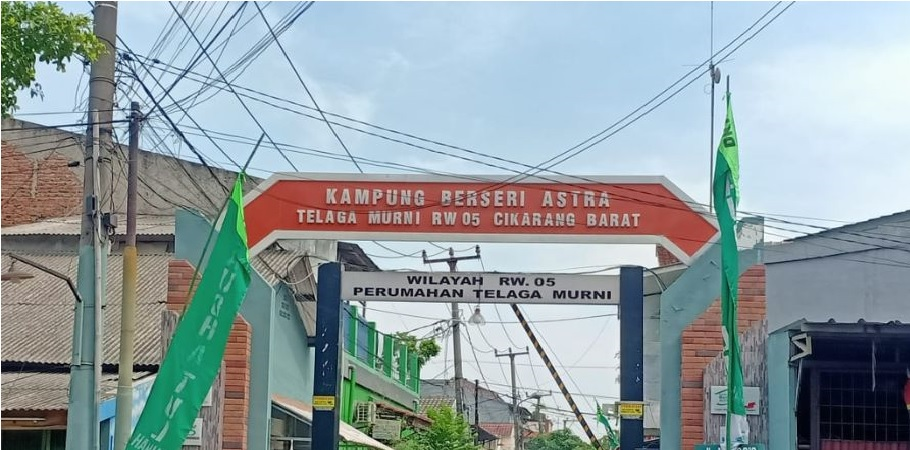 KAMPUNG BERSERI ASTRA
TELAGA MURNI RW 05 CIKARANG BARAT
WILAYAH RW. 05
PERUMAHAN TELAGA MURNI